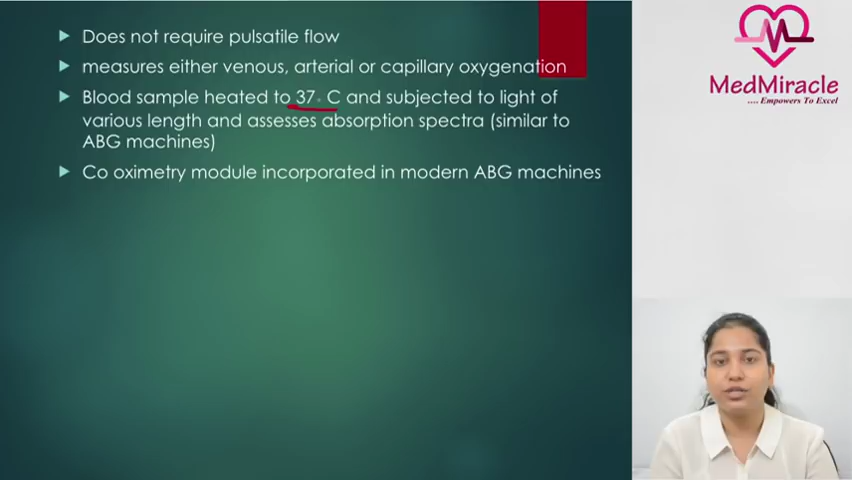 Does not require pulsatile flow
measures either venous, arterial or capillary oxygenation
Blood sample heated to 37◦ C and subjected to light of
various length and assesses absorption spectra (similar to
ABG machines)
Co oximetry module incorporated in modern ABG machines
MedMiracle
.... Empowers To Excel